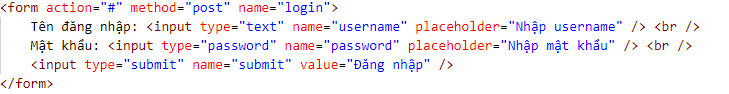 <form action="#" method="post" name="login">
Tên đăng nhập: <input type="text" name="username" placeholder="Nhập username" /> <br />
Mật khẩu: <input type="password" name="password" placeholder="Nhập mật khẩu" /> <br />
<input type="submit" name="submit" value="Đăng nhập" />
</form>